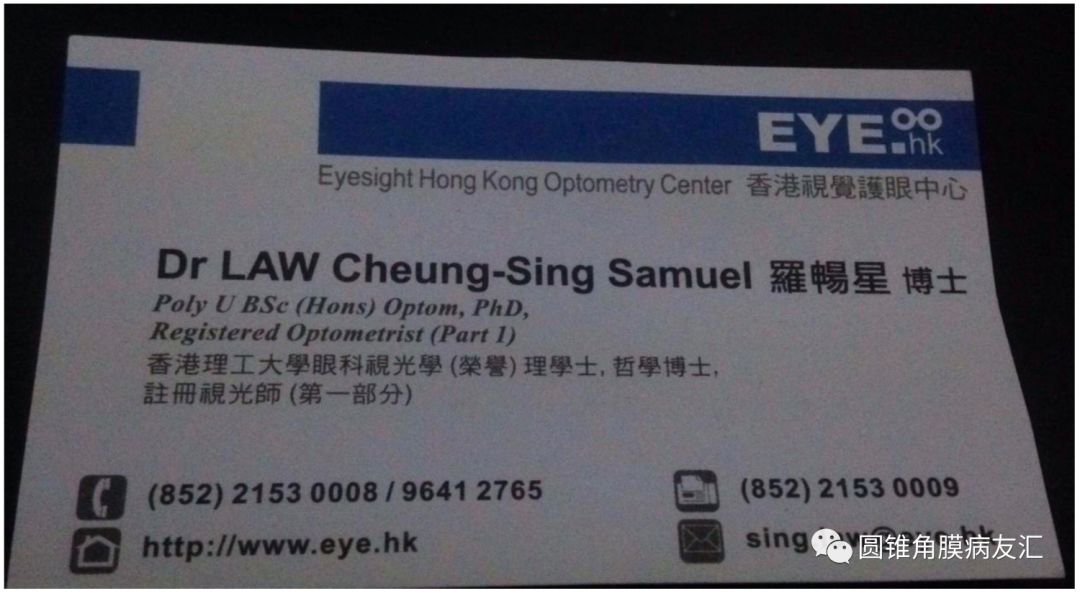 EYE.hk
Eyesight Hong Kong Optometry Center 香港視覺護眼中心
Dr LAW Cheung-Sing Samuel 羅暢星 博士
Poly U BSc (Hons) Optom, PhD,
Registered Optometrist (Part 1)
香港理工大學眼科視光學 (榮譽) 理學士, 哲學博士,
註冊視光師 (第一部分)
(852) 2153 0008 / 9641 2765
(852) 2153 0009
http://www.eye.hk
圆锥角膜病友汇